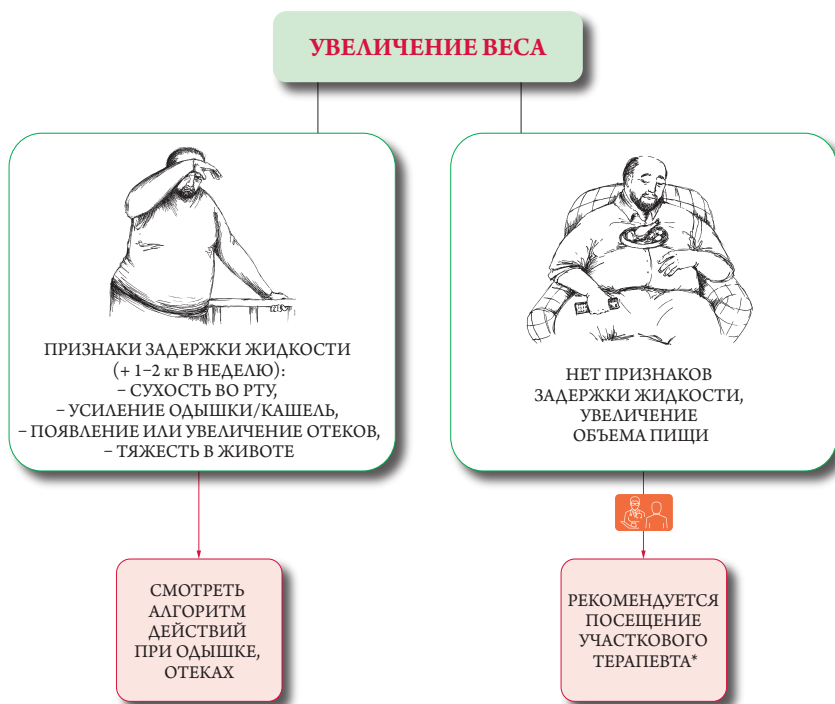 УВЕЛИЧЕНИЕ ВЕСА
ПРИЗНАКИ ЗАДЕРЖКИ ЖИДКОСТИ
(+ 1–2 кг В НЕДЕЛЮ):
– СУХОСТЬ ВО РТУ,
– УСИЛЕНИЕ ОДЫШКИ/КАШЕЛЬ,
– ПОЯВЛЕНИЕ ИЛИ УВЕЛИЧЕНИЕ ОТЕКОВ,
– ТЯЖЕСТЬ В ЖИВОТЕ
НЕТ ПРИЗНАКОВ
ЗАДЕРЖКИ ЖИДКОСТИ,
УВЕЛИЧЕНИЕ
ОБЪЕМА ПИЩИ
СМОТРЕТЬ
АЛГОРИТМ
ДЕЙСТВИЙ
ПРИ ОДЫШКЕ,
ОТЕКАХ
РЕКОМЕНДУЕТСЯ
ПОСЕЩЕНИЕ
УЧАСТКОВОГО
ТЕРАПЕВТА*